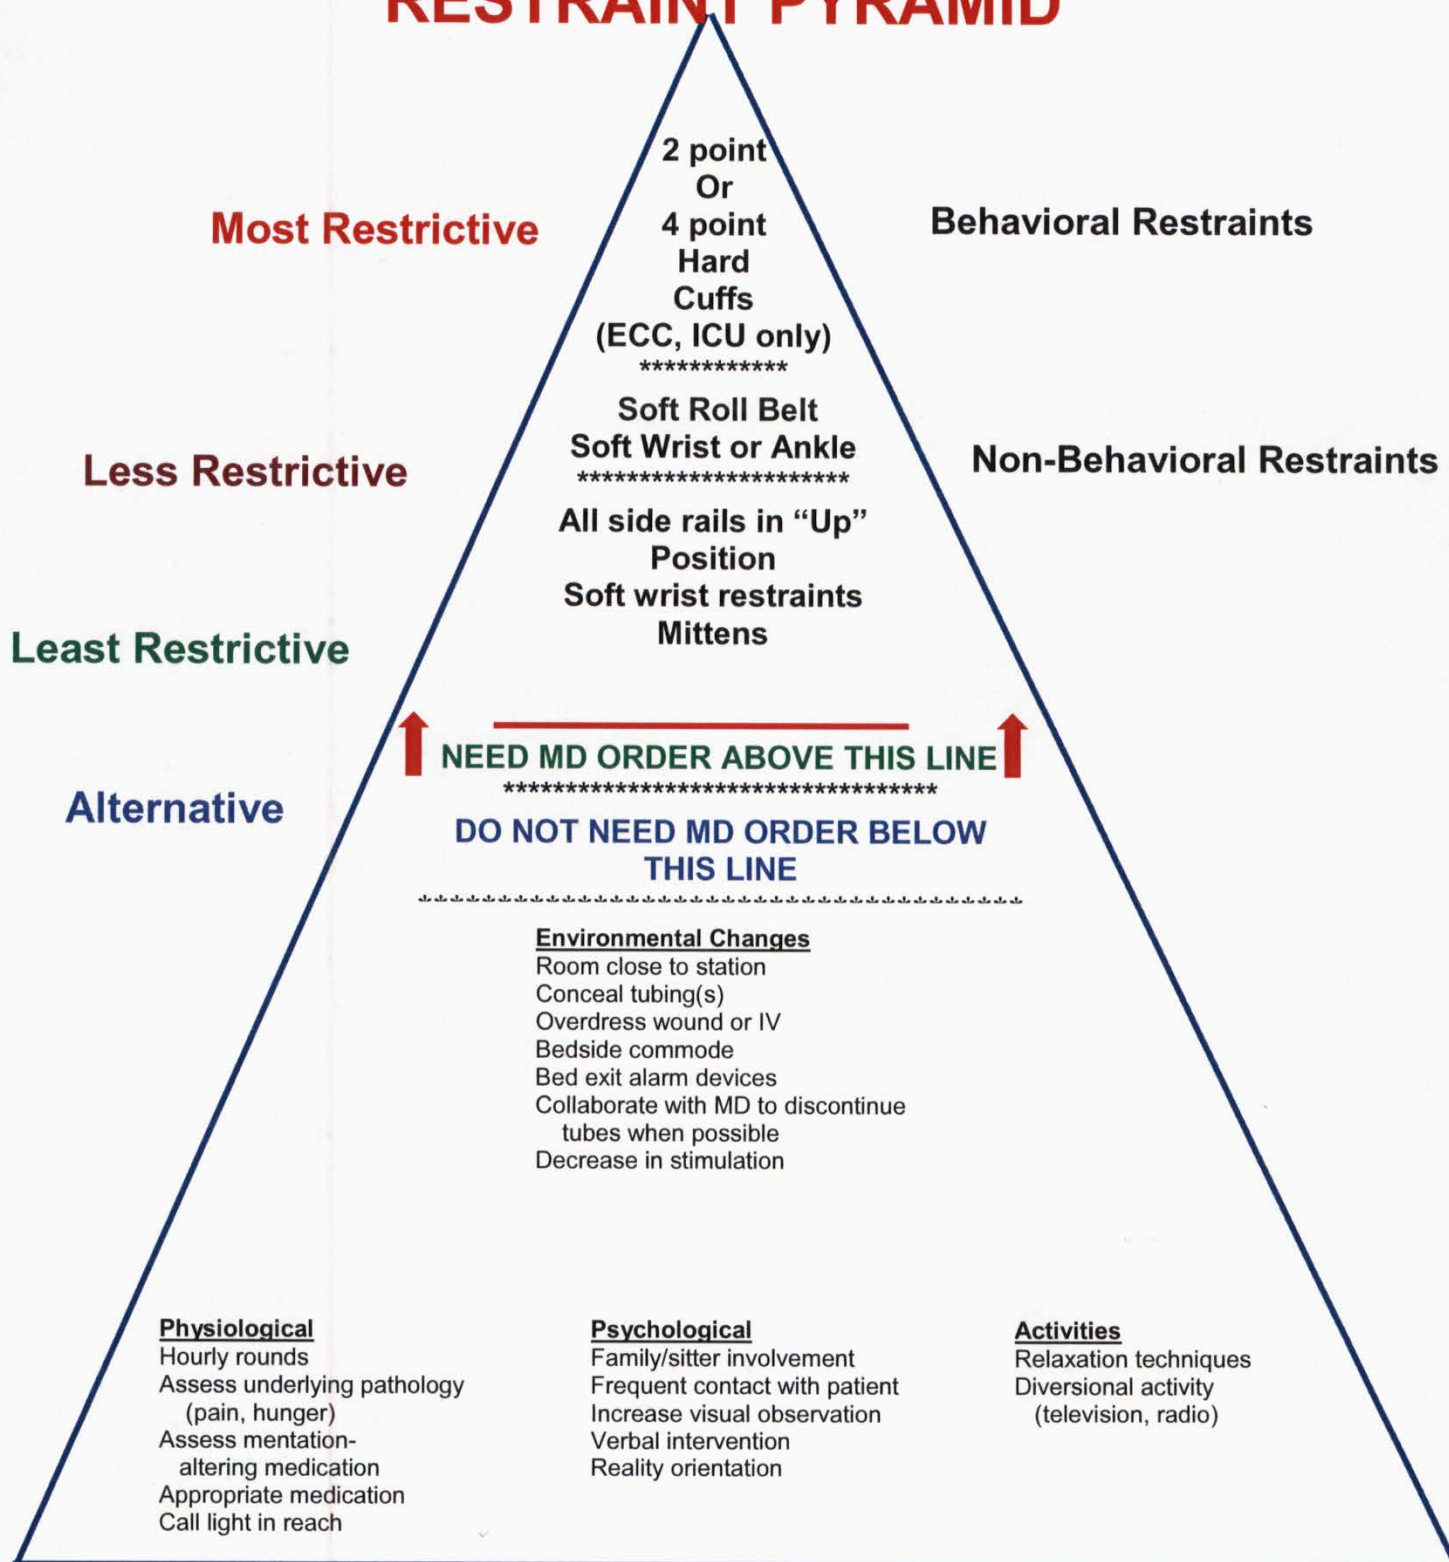 RESTRAINT PYRAMID
2 point
Or
4 point
Hard
Cuffs
(ECC, ICU only)
************
Most Restrictive
Behavioral Restraints
Soft Roll Belt
Soft Wrist or Ankle
**********************
Less Restrictive
Non-Behavioral Restraints
All side rails in “Up”
Position
Soft wrist restraints
Mittens
Least Restrictive
NEED MD ORDER ABOVE THIS LINE
***********************************
Alternative
DO NOT NEED MD ORDER BELOW
THIS LINE
Environmental Changes
Room close to station
Conceal tubing(s)
Overdress wound or IV
Bedside commode
Bed exit alarm devices
Collaborate with MD to discontinue
tubes when possible
Decrease in stimulation
Physiological
Hourly rounds
Assess underlying pathology
(pain, hunger)
Assess mentation-
altering medication
Appropriate medication
Call light in reach
Psychological
Family/sitter involvement
Frequent contact with patient
Increase visual observation
Verbal intervention
Reality orientation
Activities
Relaxation techniques
Diversional activity
(television, radio)